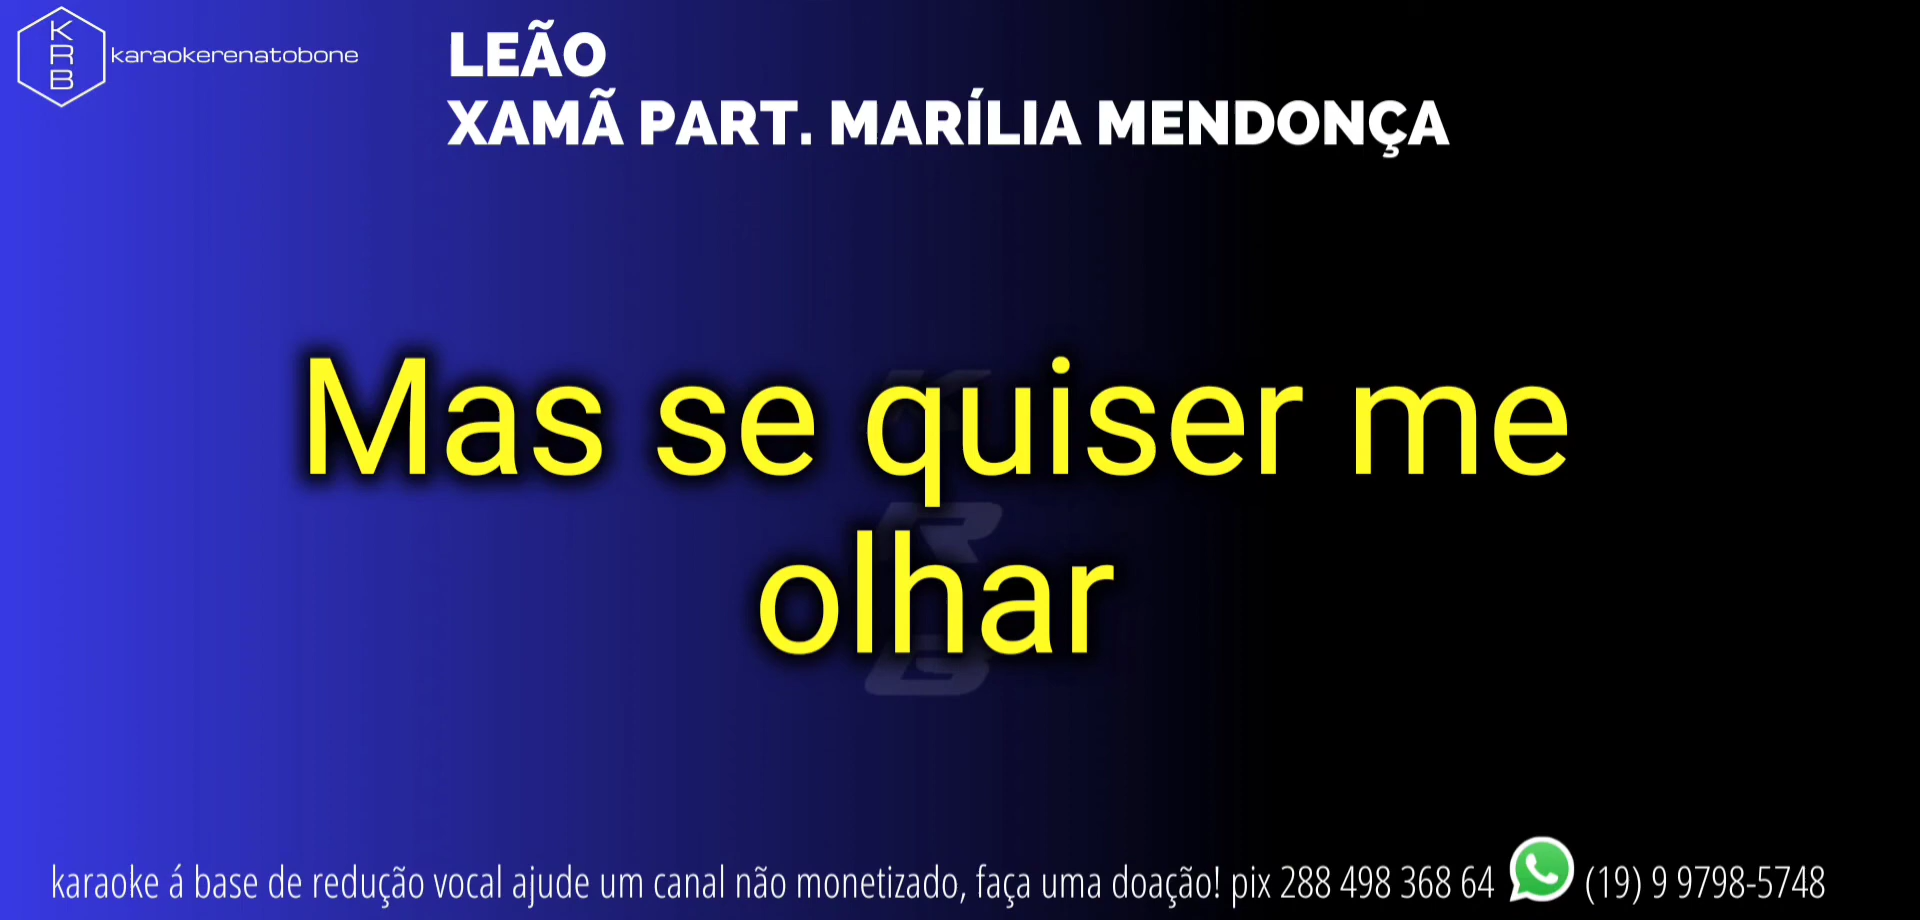 K
R
B
karaokerenatobone
LEÃO
XAMÃ PART. MARÍLIA MENDONÇA
Mas se quiser me
olhar
K
R
B
karaoke á base de redução vocal ajude um canal não monetizado, faça uma doação! pix 288 498 368 64 (19) 9 9798-5748